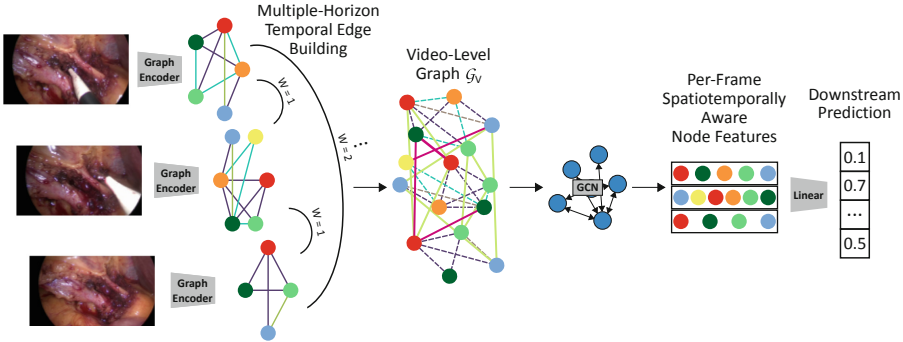 Multiple-Horizon
Temporal Edge
Building
Graph
Encoder
W = 1
Graph
Encoder
W = 1
Graph
Encoder
W = 2
...
Video-Level
Graph 𝒢V
GCN
Per-Frame
Spatiotemporally
Aware
Node Features
Linear
Downstream
Prediction
0.1
0.7
...
0.5